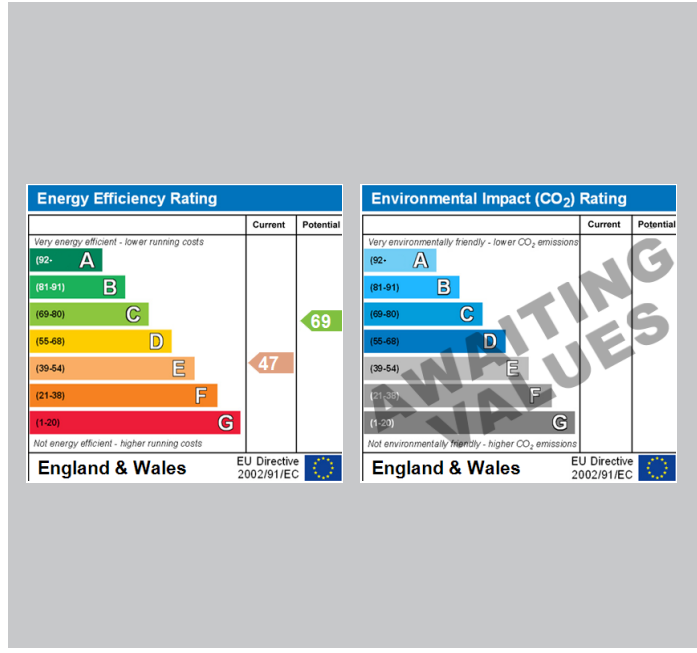 Energy Efficiency Rating
Current Potential
Very energy efficient - lower running costs
(92- A
(81-91) B
(69-80) C
(55-68) D
(39-54) E
(21-38) F
(1-20) G
69
47
Not energy efficient - higher running costs
England & Wales
EU Directive
2002/91/EC
Environmental Impact (CO2) Rating
Current Potential
Very environmentally friendly - lower CO2 emissions
(92- A
(81-91) B
(69-80) C
(55-68) D
(39-54) E
(21-38) F
(1-20) G
AWAITING
VALUES
Not environmentally friendly - higher CO2 emissions
England & Wales
EU Directive
2002/91/EC